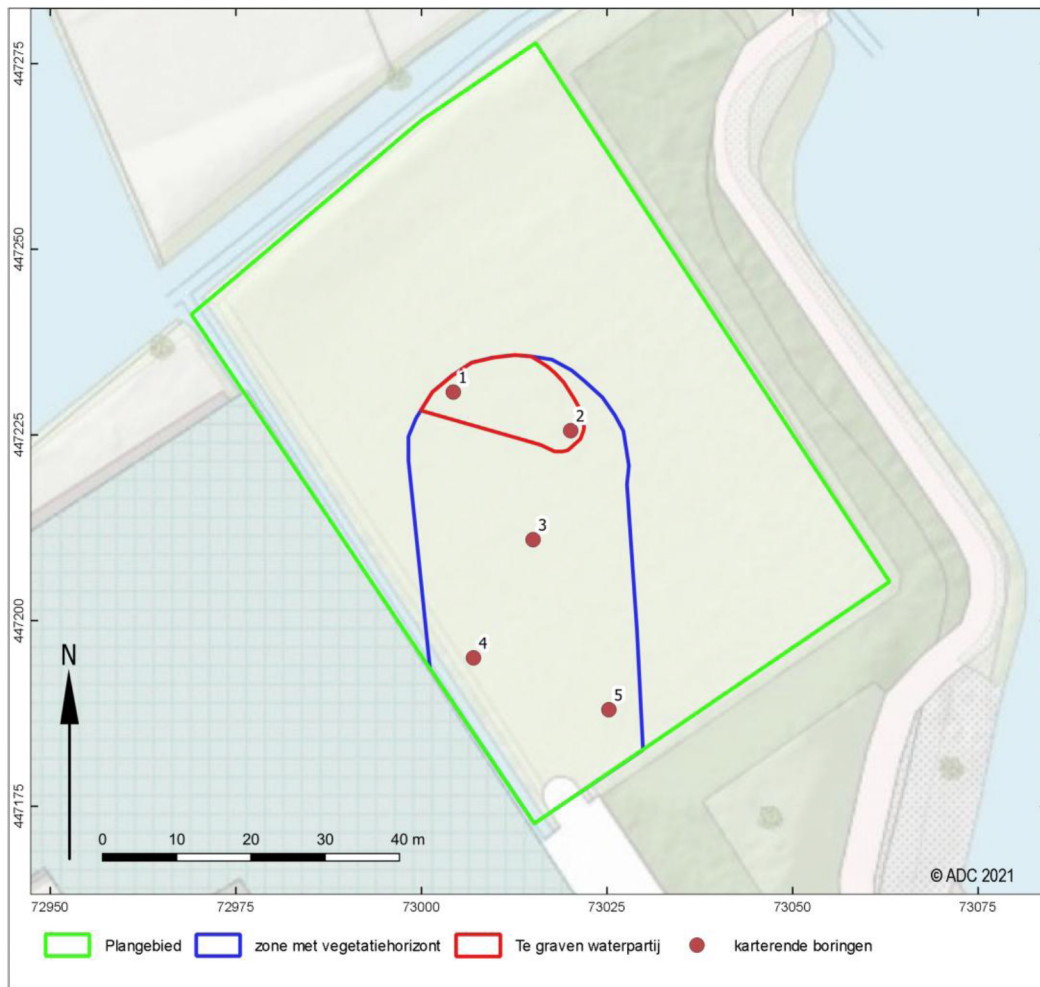 447275
447250
447225
447200
447175
1
2
3
4
5
N
0 10 20 30 40 m
© ADC 2021
72950 72975 73000 73025 73050 73075
Plangebied zone met vegetatiehorizont Te graven waterpartij karterende boringen